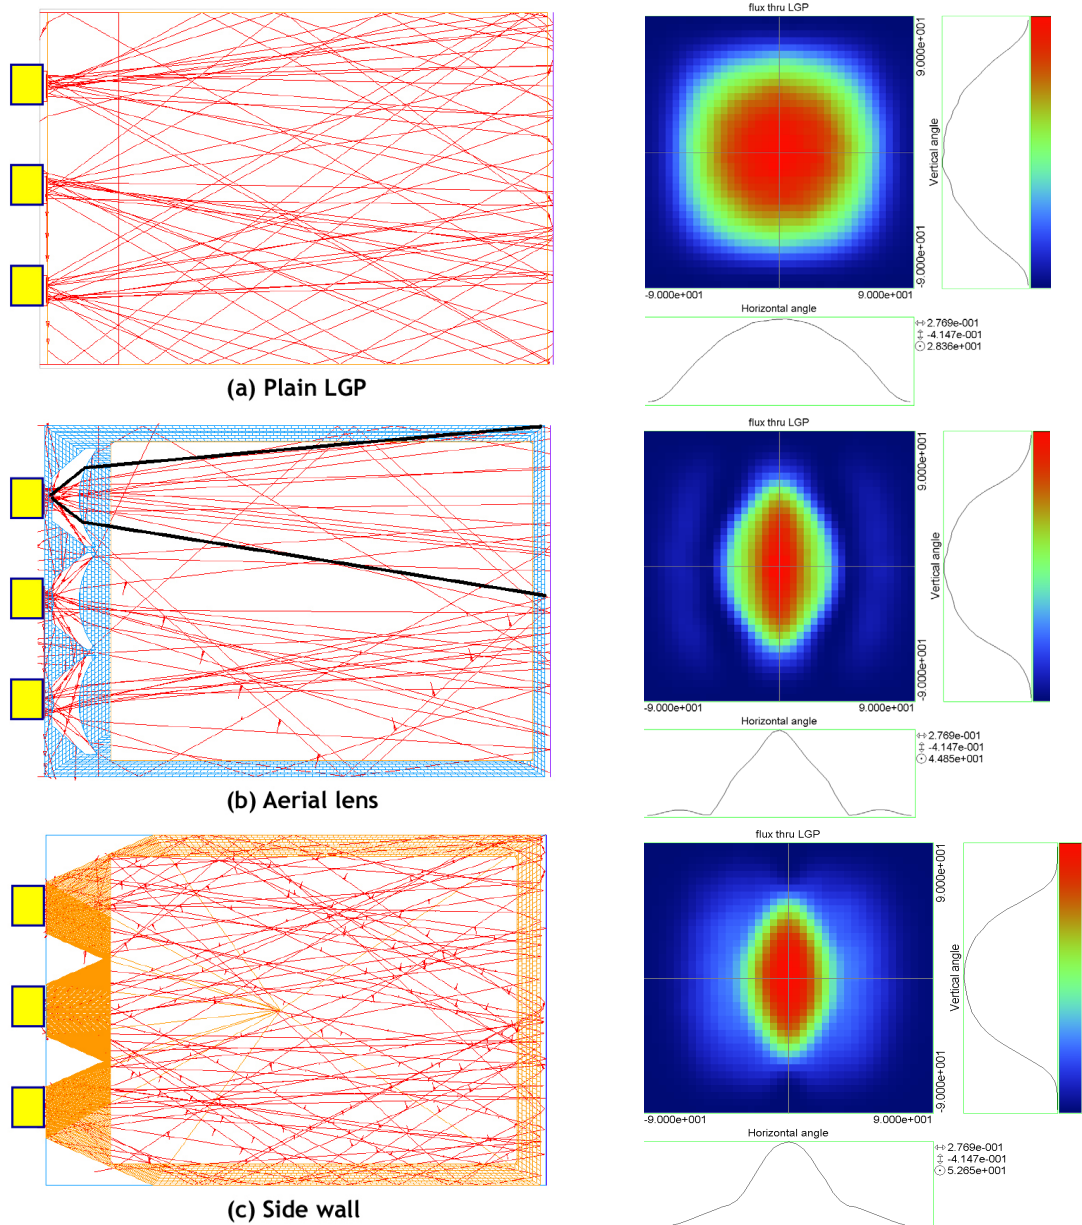 flux thru LGP
9.000e+001
Vertical angle
-9.000e+001
-9.000e+001 9.000e+001
Horizontal angle
2.769e-001
-4.147e-001
2.836e+001
(a) Plain LGP
flux thru LGP
9.000e+001
Vertical angle
-9.000e+001
-9.000e+001 9.000e+001
Horizontal angle
2.769e-001
-4.147e-001
4.485e+001
(b) Aerial lens
flux thru LGP
9.000e+001
Vertical angle
-9.000e+001
-9.000e+001 9.000e+001
Horizontal angle
2.769e-001
-4.147e-001
5.265e+001
(c) Side wall